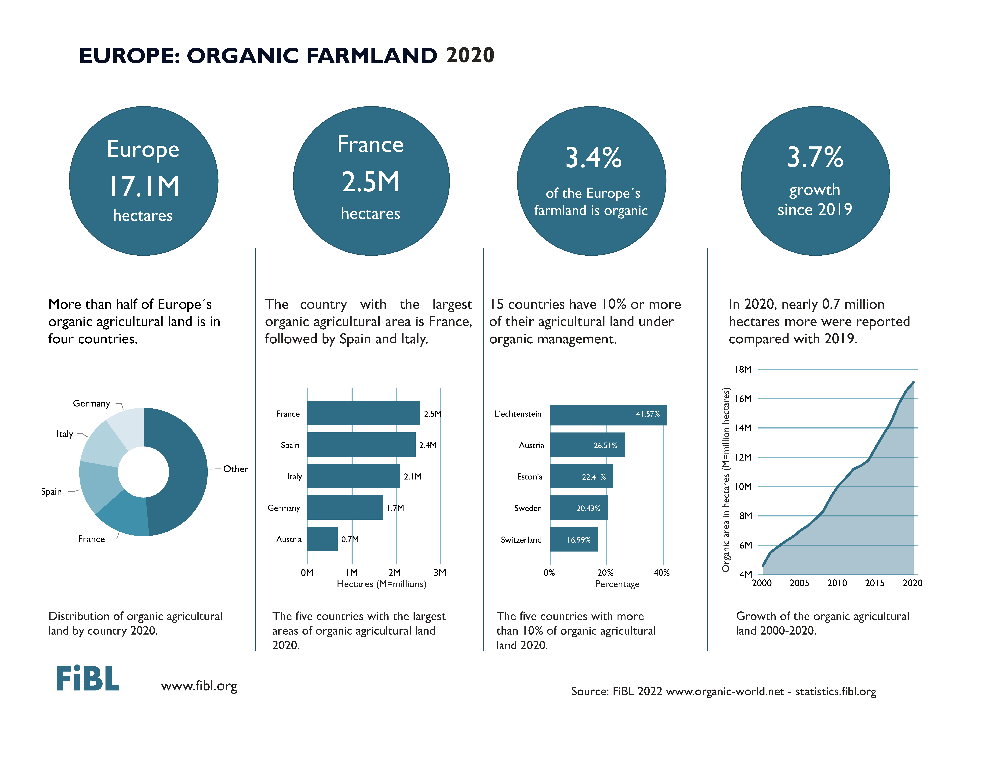 EUROPE: ORGANIC FARMLAND 2020
Europe
17.1M
hectares
France
2.5M
hectares
3.4%
of the Europe´s
farmland is organic
3.7%
growth
since 2019
More than half of Europe´s
organic agricultural land is in
four countries.
Germany
Italy
Spain
France
Other
Distribution of organic agricultural
land by country 2020.
The country with the largest
organic agricultural area is France,
followed by Spain and Italy.
France 2.5M
Spain 2.4M
Italy 2.1M
Germany 1.7M
Austria 0.7M
0M 1M 2M 3M
Hectares (M=millions)
The five countries with the largest
areas of organic agricultural land
2020.
15 countries have 10% or more
of their agricultural land under
organic management.
Liechtenstein 41.57%
Austria 26.51%
Estonia 22.41%
Sweden 20.43%
Switzerland 16.99%
0% 20% 40%
Percentage
The five countries with more
than 10% of organic agricultural
land 2020.
In 2020, nearly 0.7 million
hectares more were reported
compared with 2019.
Organic area in hectares (M=million hectares)
18M
16M
14M
12M
10M
8M
6M
4M
2000 2005 2010 2015 2020
Growth of the organic agricultural
land 2000-2020.
FiBL
www.fibl.org
Source: FiBL 2022 www.organic-world.net - statistics.fibl.org